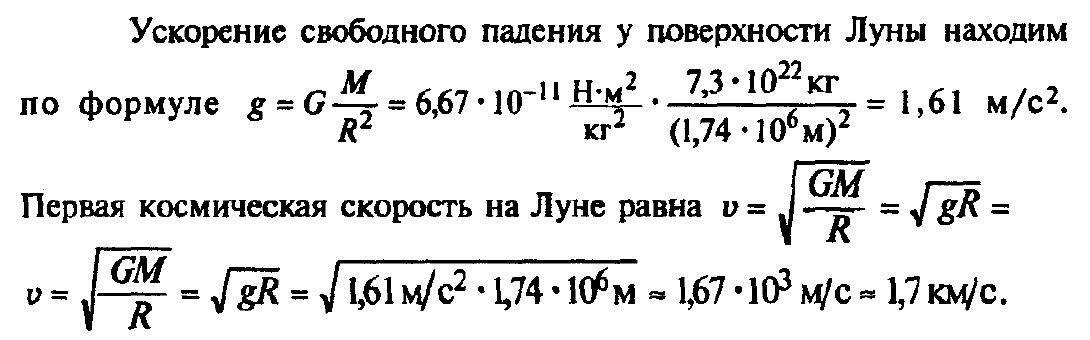 Ускорение свободного падения у поверхности Луны находим
по формуле g = G M/R² = 6,67 · 10⁻¹¹ Н·м²/кг² · 7,3 · 10²² кг/(1,74 · 10⁶ м)² = 1,61 м/с².
Первая космическая скорость на Луне равна υ = √(GM/R) = √gR =
υ = √(GM/R) = √gR = √(1,61 м/с² · 1,74 · 10⁶ м) ≈ 1,67 · 10³ м/с ≈ 1,7 км/с.